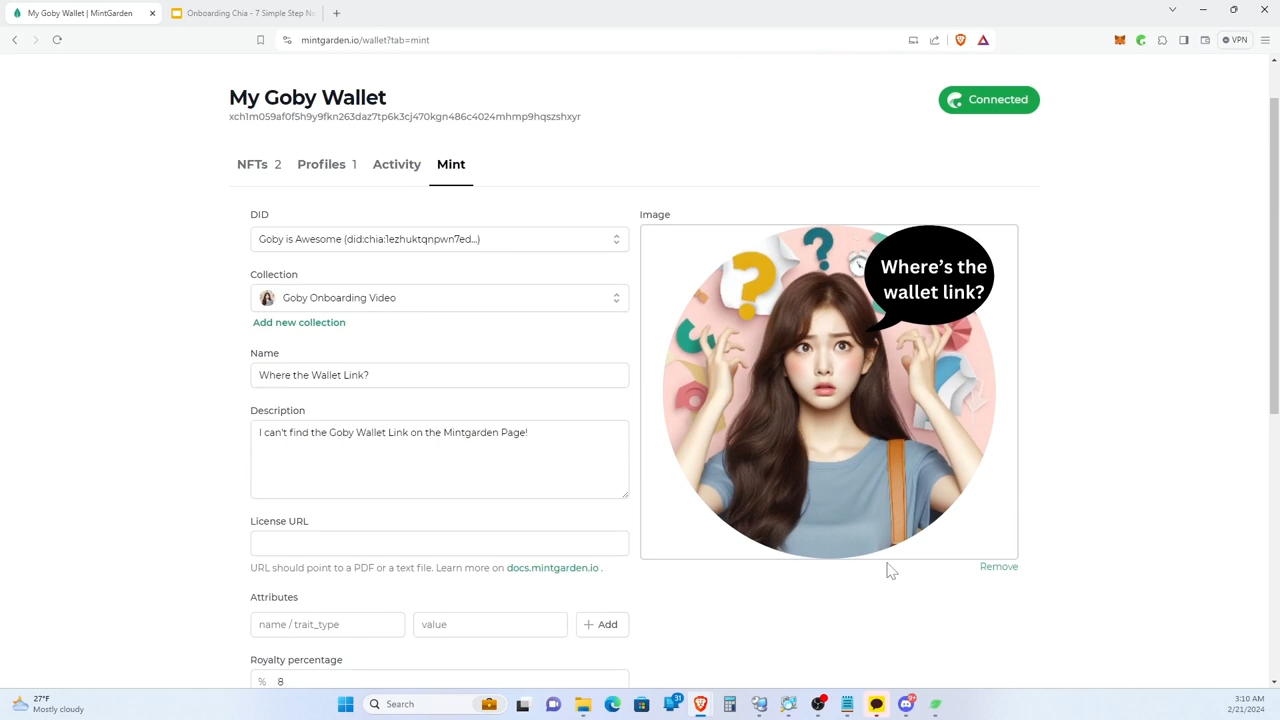 My Goby Wallet | MintGarden
Onboarding Chia - 7 Simple Step N
mintgarden.io/wallet?tab=mint
VPN
My Goby Wallet
xch1m059af0f5h9y9fkn263daz7tp6k3cj470kgn486c4024mhmp9hqszshxyr
Connected
NFTs 2 Profiles 1 Activity Mint
DID
Goby is Awesome (did:chia:1ezhuktqnpwn7ed...)
Collection
Goby Onboarding Video
Add new collection
Name
Where the Wallet Link?
Description
I can't find the Goby Wallet Link on the Mintgarden Page!
License URL
URL should point to a PDF or a text file. Learn more on docs.mintgarden.io .
Attributes
name / trait_type
value
+ Add
Royalty percentage
% 8
Image
Where's the
wallet link?
Remove
27°F
Mostly cloudy
Search
31
9+
3:10 AM
2/21/2024